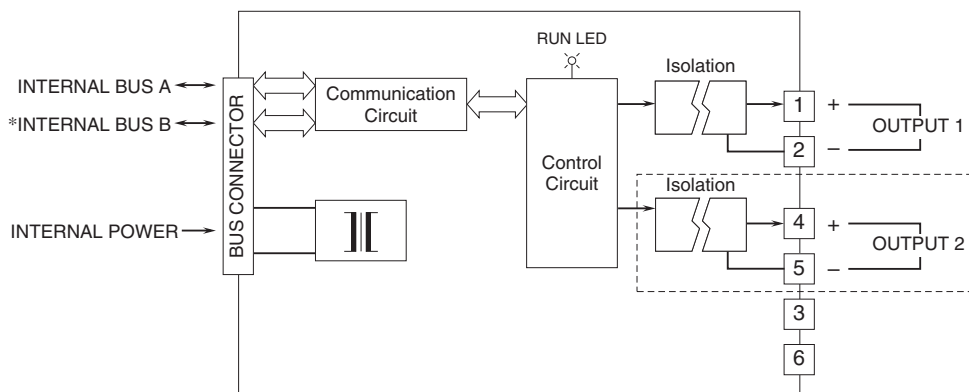 RUN LED
INTERNAL BUS A
*INTERNAL BUS B
INTERNAL POWER
BUS CONNECTOR
Communication
Circuit
Control
Circuit
Isolation
1
+
2
–
OUTPUT 1
Isolation
4
+
5
–
OUTPUT 2
3
6